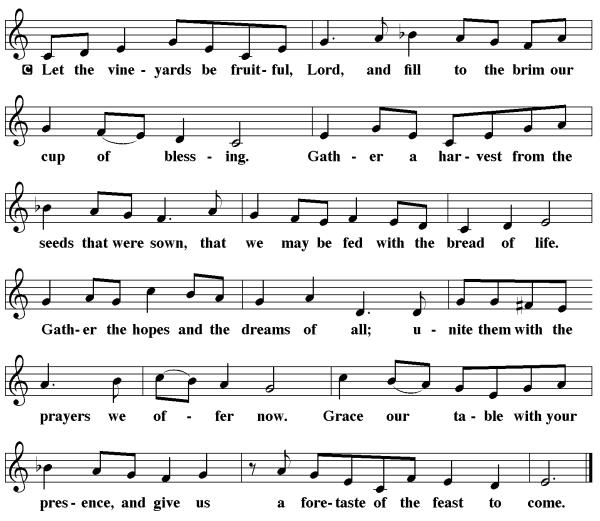 C Let the vine - yards be fruit - ful, Lord, and fill to the brim our
cup of bless - ing. Gath - er a har - vest from the
seeds that were sown, that we may be fed with the bread of life.
Gath - er the hopes and the dreams of all; u - nite them with the
prayers we of - fer now. Grace our ta - ble with your
pres - ence, and give us a fore - taste of the feast to come.